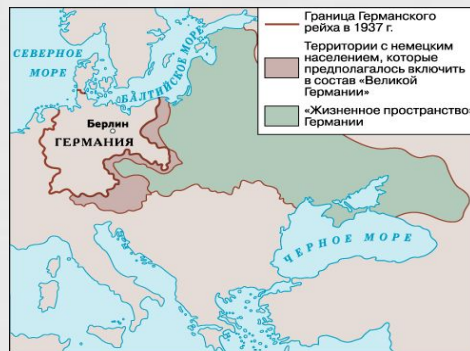 Граница Германского
рейха в 1937 г.
Территории с немецким
населением, которые
предполагалось включить
в состав «Великой
Германии»
«Жизненное пространство
Германии
СЕВЕРНОЕ
МОРЕ
БАЛТИЙСКОЕ МОРЕ
Берлин
ГЕРМАНИЯ
ЧЕРНОЕ МОРЕ